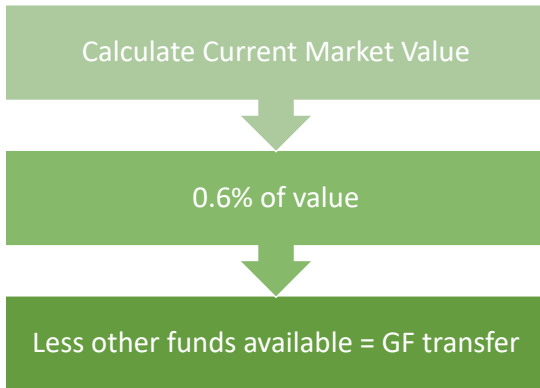 Calculate Current Market Value
0.6% of value
Less other funds available = GF transfer